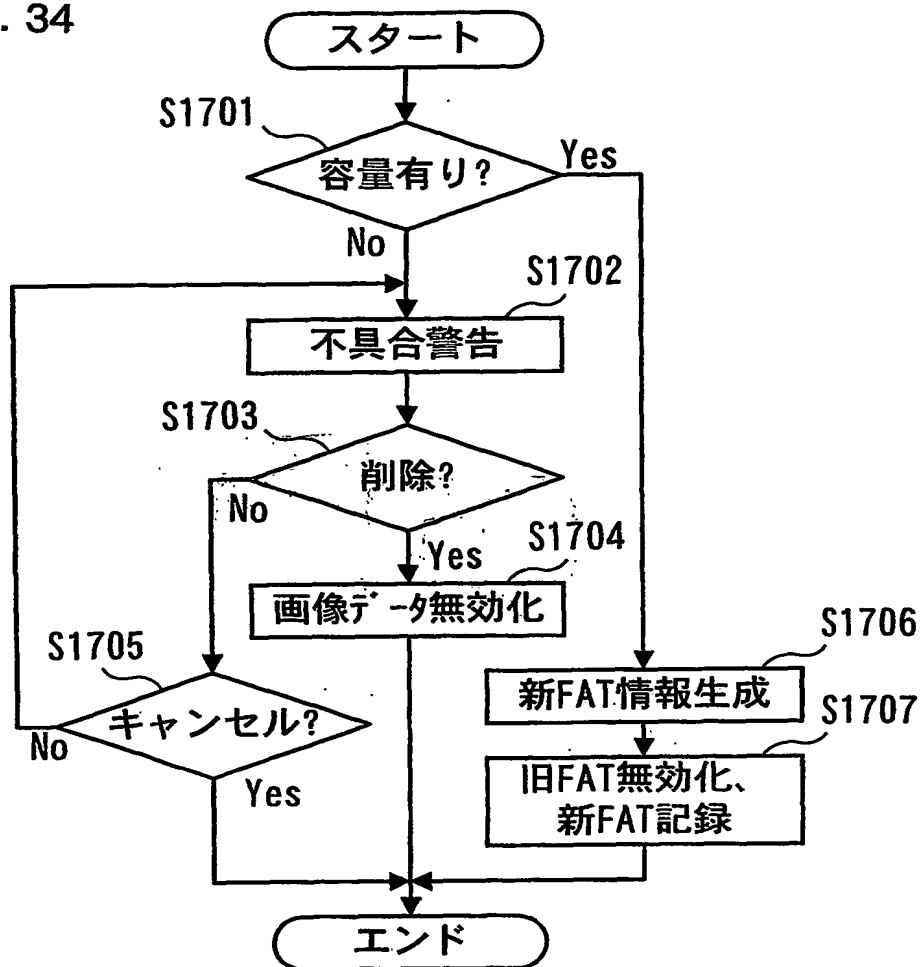 . 34
スタート
S1701
容量有り?
Yes
No
S1702
不具合警告
S1703
削除?
No
Yes
S1704
画像データ無効化
S1705
キャンセル?
No
Yes
S1706
新FAT情報生成
S1707
旧FAT無効化、
新FAT記録
エンド